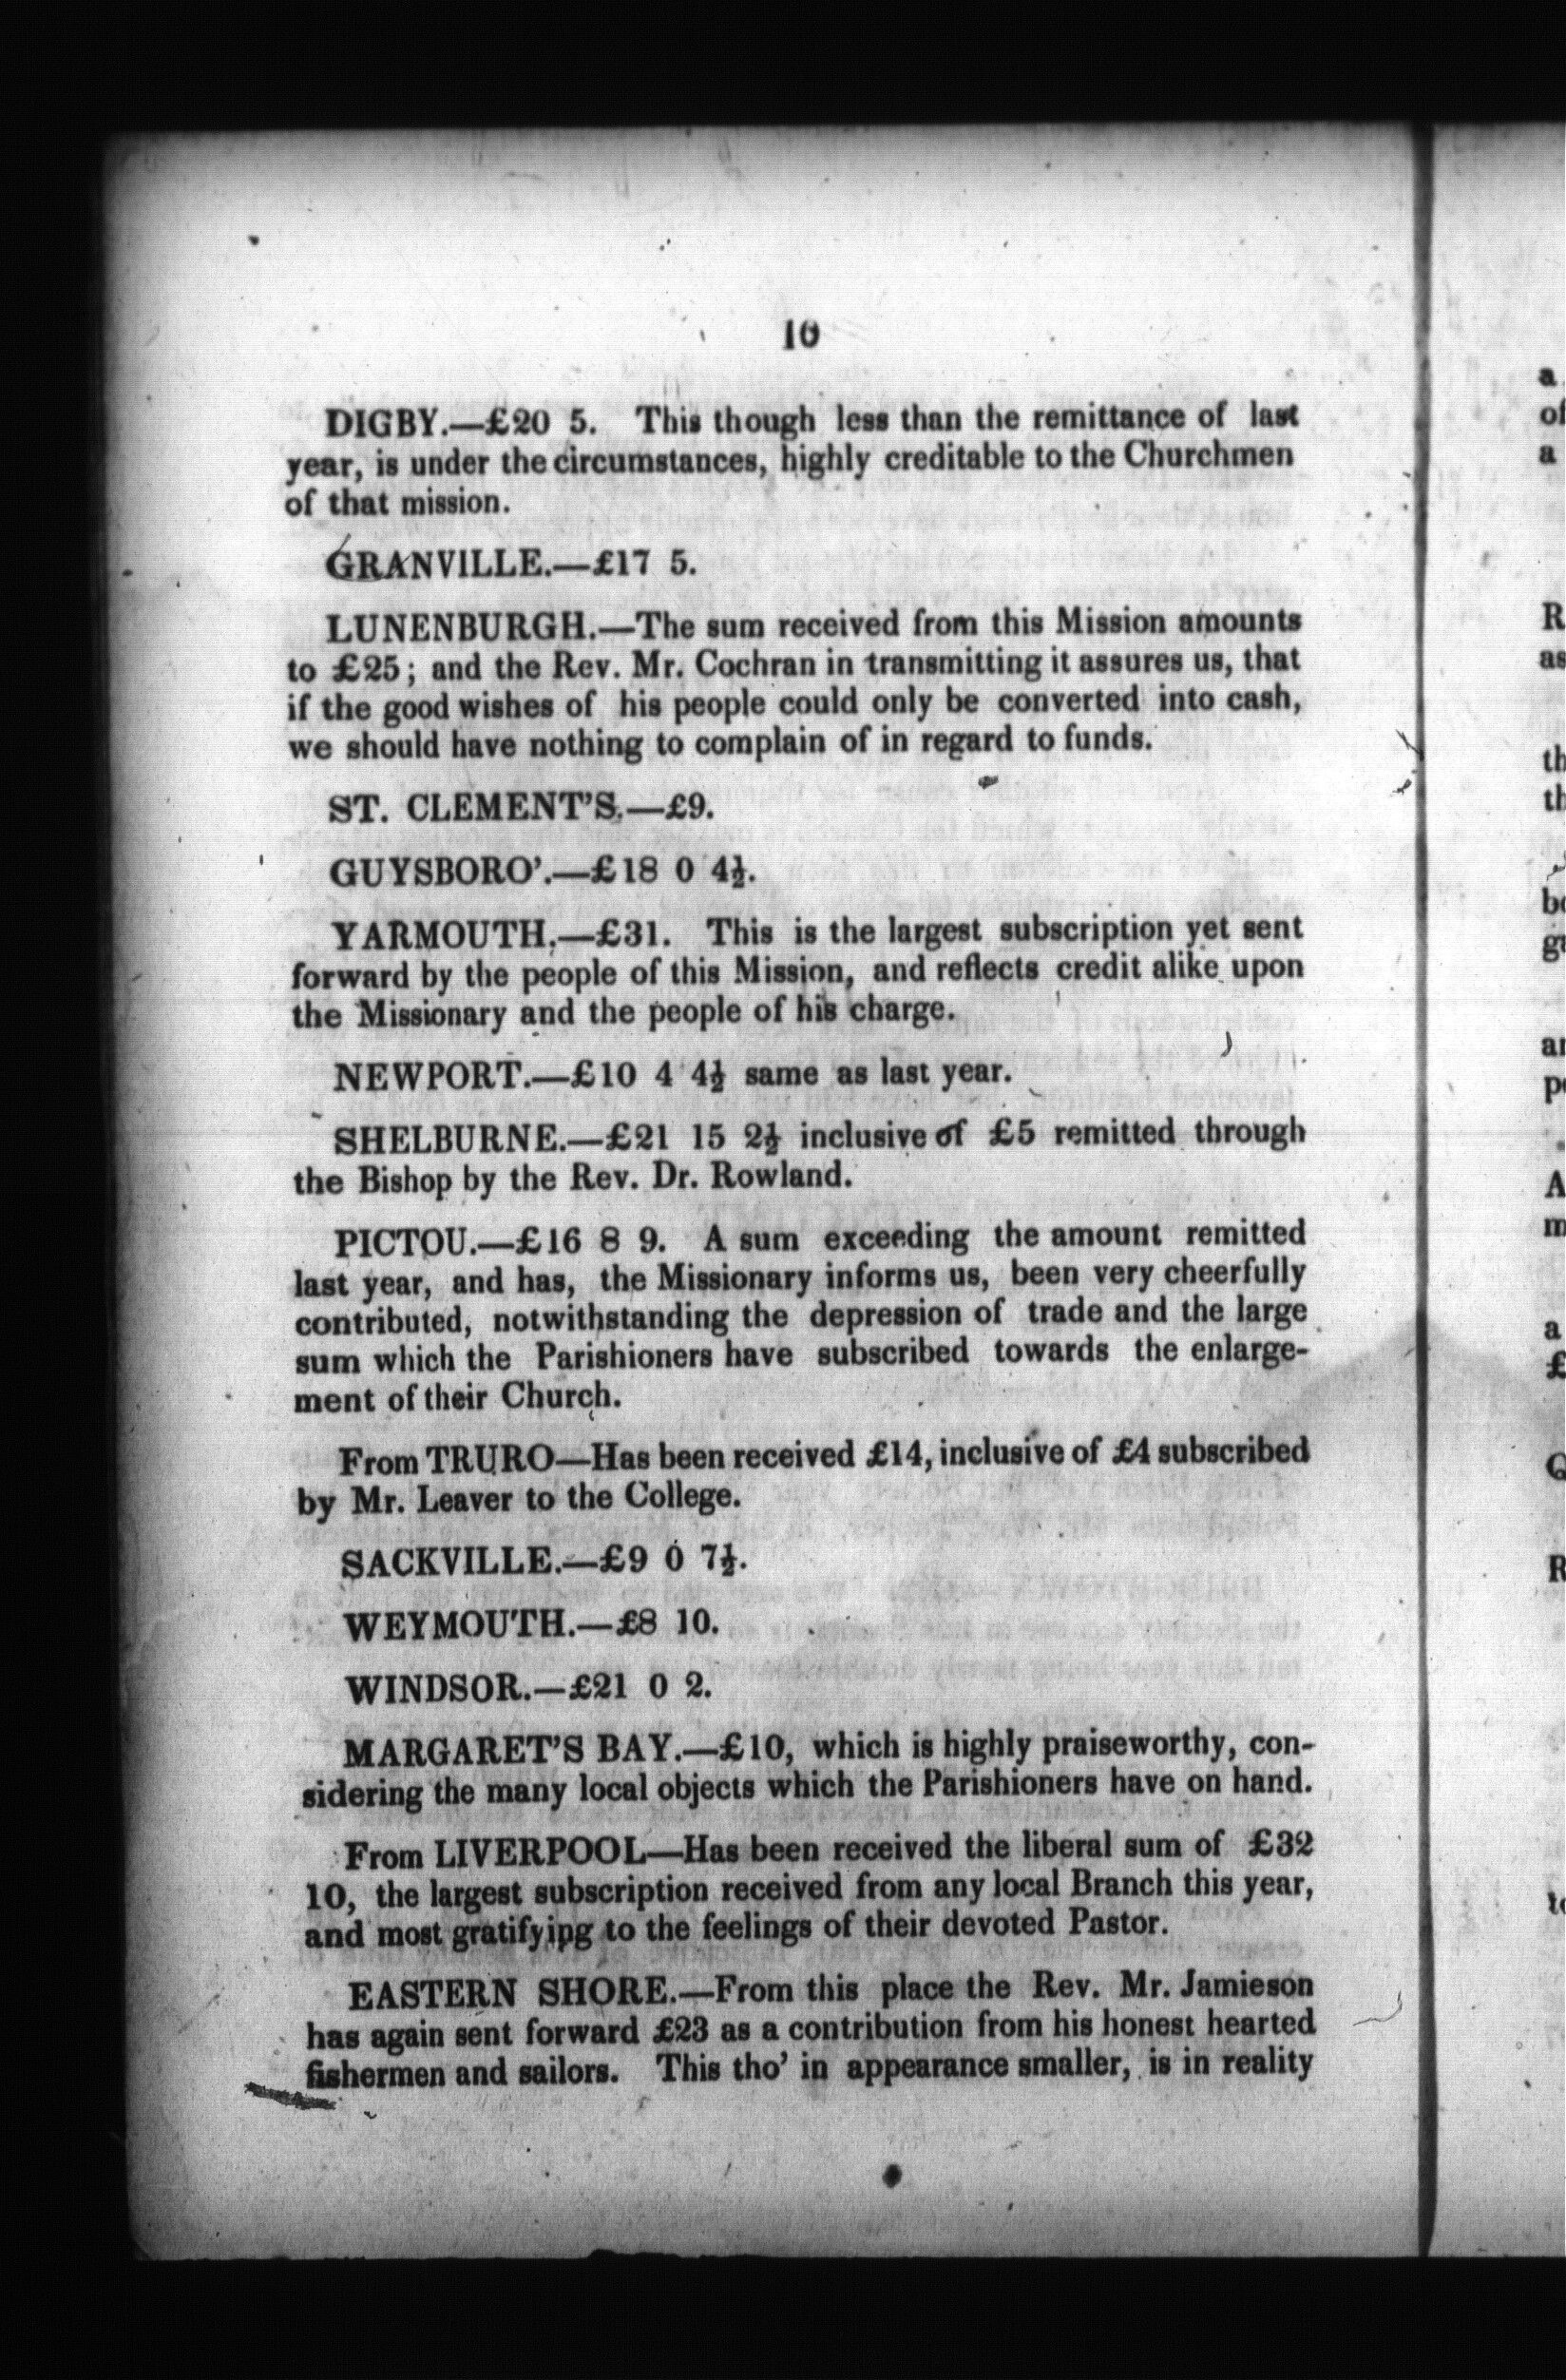 10
DIGBY.—£20 5. This though less than the remittance of last
year, is under the circumstances, highly creditable to the Churchmen
of that mission.
GRANVILLE.—£17 5.
LUNENBURGH.—The sum received from this Mission amounts
to £25; and the Rev. Mr. Cochran in transmitting it assures us, that
if the good wishes of his people could only be converted into cash,
we should have nothing to complain of in regard to funds.
ST. CLEMENT'S.—£9.
GUYSBORO'.—£18 0 4½.
YARMOUTH.—£31. This is the largest subscription yet sent
forward by the people of this Mission, and reflects credit alike upon
the Missionary and the people of his charge.
NEWPORT.—£10 4 4½ same as last year.
SHELBURNE.—£21 15 2½ inclusive of £5 remitted through
the Bishop by the Rev. Dr. Rowland.
PICTOU.—£16 8 9. A sum exceeding the amount remitted
last year, and has, the Missionary informs us, been very cheerfully
contributed, notwithstanding the depression of trade and the large
sum which the Parishioners have subscribed towards the enlarge-
ment of their Church.
From TRURO—Has been received £14, inclusive of £4 subscribed
by Mr. Leaver to the College.
SACKVILLE.—£9 0 7½.
WEYMOUTH.—£8 10.
WINDSOR.—£21 0 2.
MARGARET'S BAY.—£10, which is highly praiseworthy, con-
sidering the many local objects which the Parishioners have on hand.
From LIVERPOOL—Has been received the liberal sum of £32
10, the largest subscription received from any local Branch this year,
and most gratifying to the feelings of their devoted Pastor.
EASTERN SHORE.—From this place the Rev. Mr. Jamieson
has again sent forward £23 as a contribution from his honest hearted
fishermen and sailors. This tho' in appearance smaller, is in reality